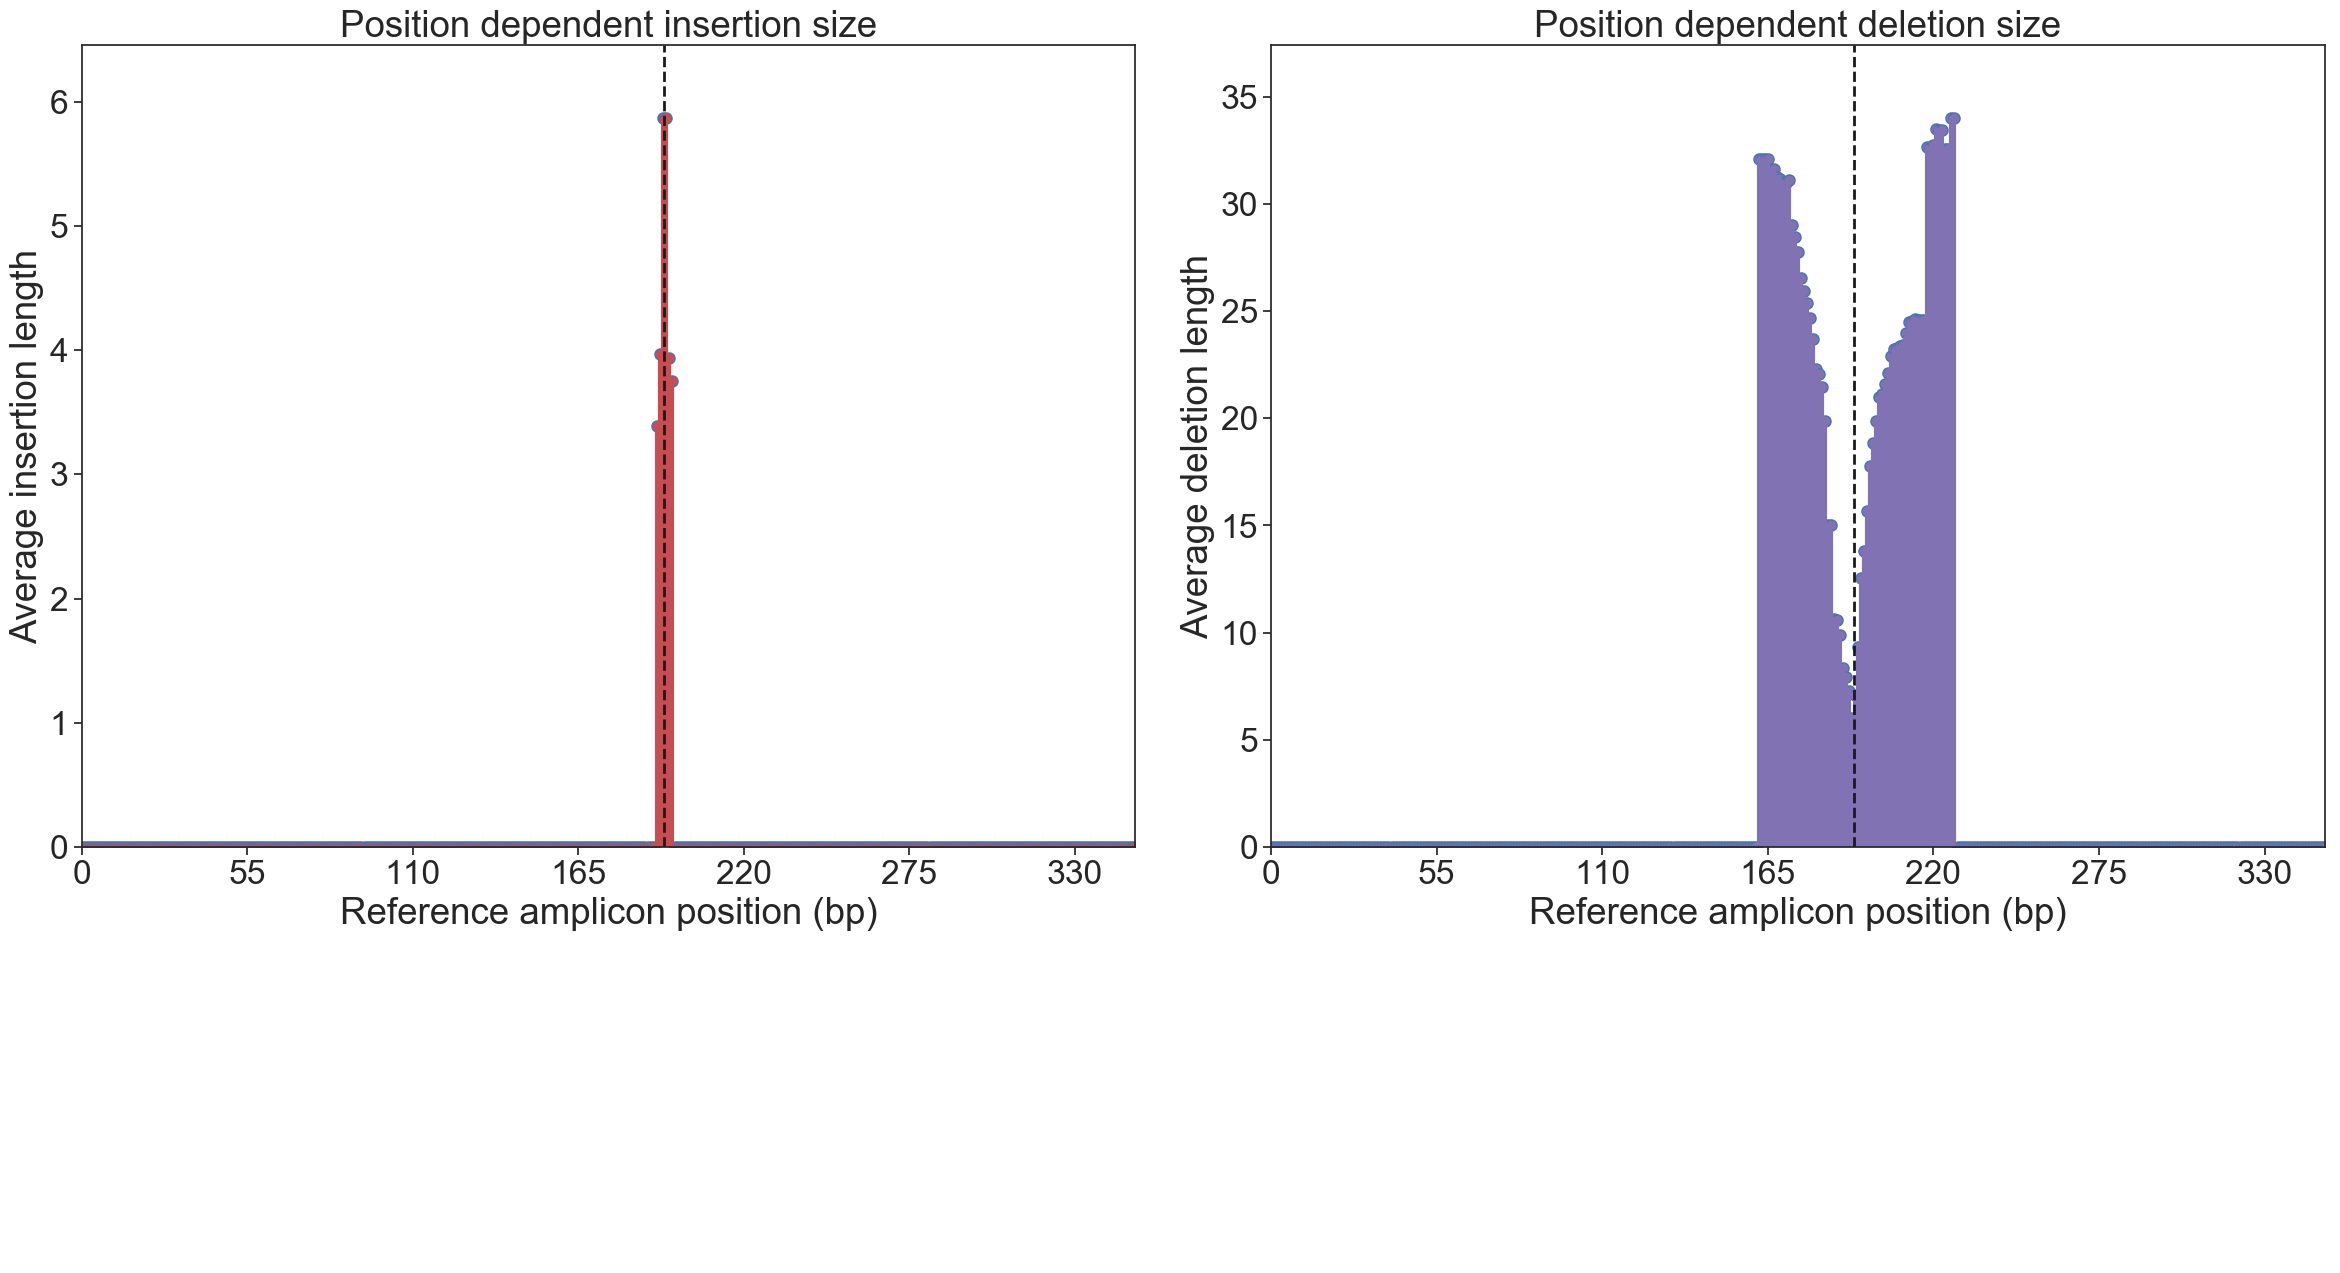 Position dependent insertion size
Average insertion length
6
5
4
3
2
1
0
0 55 110 165 220 275 330
Reference amplicon position (bp)
Position dependent deletion size
Average deletion length
35
30
25
20
15
10
5
0
0 55 110 165 220 275 330
Reference amplicon position (bp)